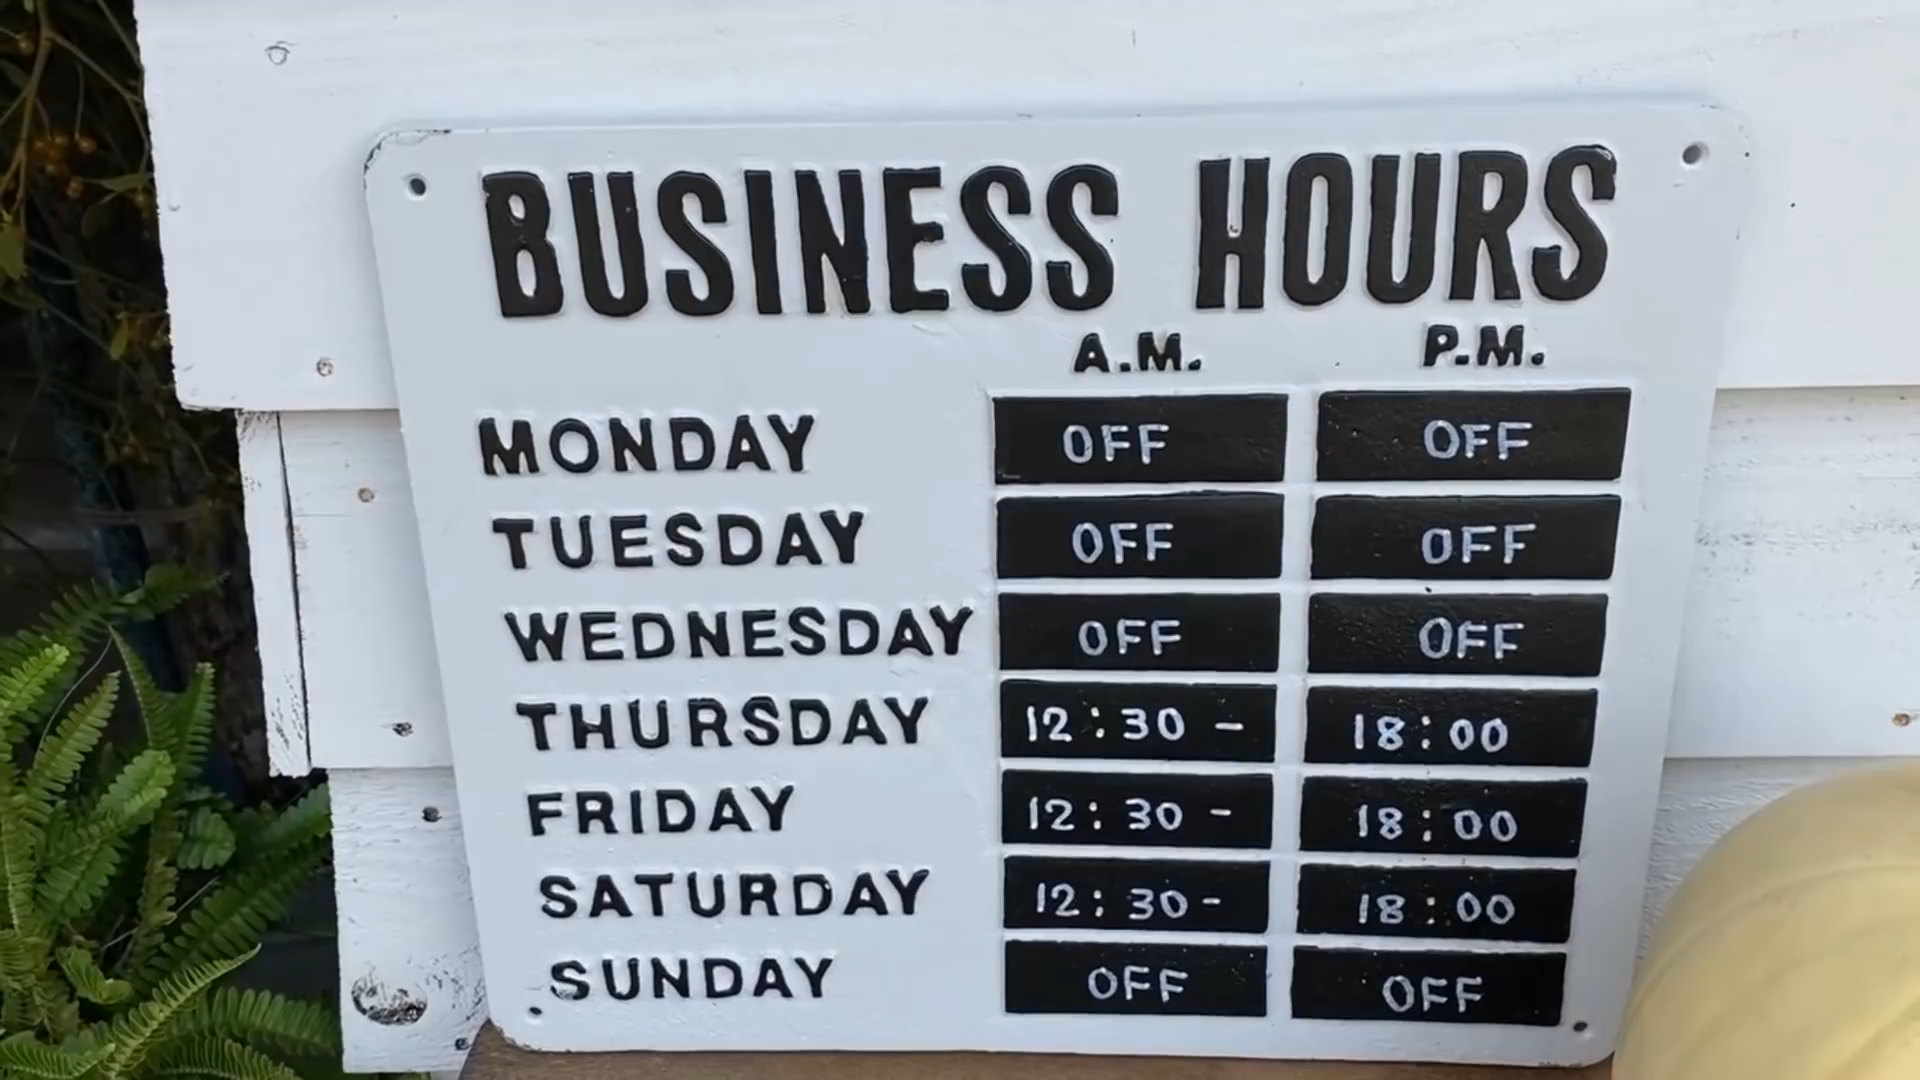 BUSINESS HOURS
A.M. P.M.
MONDAY OFF OFF
TUESDAY OFF OFF
WEDNESDAY OFF OFF
THURSDAY 12:30 - 18:00
FRIDAY 12:30 - 18:00
SATURDAY 12:30 - 18:00
SUNDAY OFF OFF